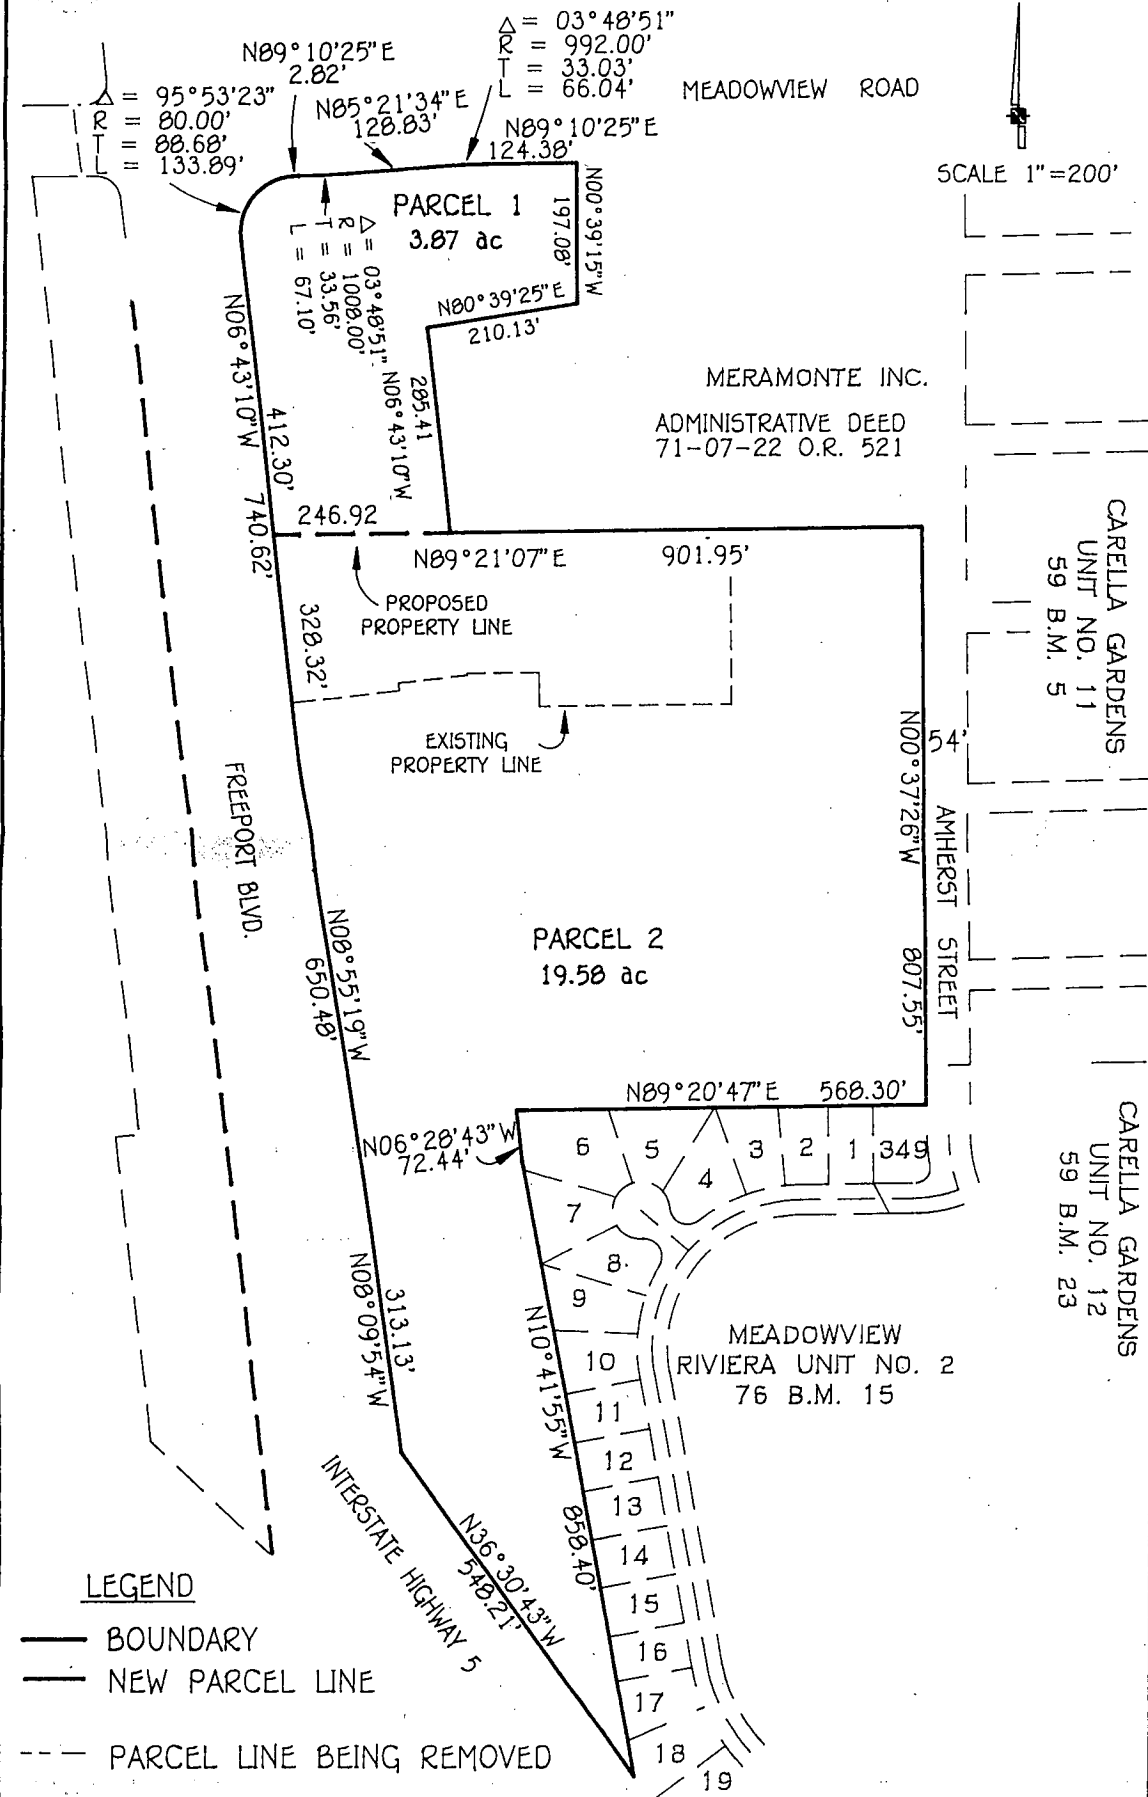 Δ = 03°48'51"
R = 992.00'
T = 33.03'
L = 66.04'
N89°10'25"E
2.82'
MEADOWVIEW ROAD
Δ = 95°53'23"
R = 80.00'
T = 88.68'
L = 133.89'
N85°21'34"E
128.83'
N89°10'25"E
124.38'
SCALE 1"=200'
PARCEL 1
3.87 ac
N00°39'15"W
197.08'
Δ = 03°48'51"
R = 1008.00'
T = 33.56'
L = 67.10'
N80°39'25"E
210.13'
N06°43'10"W
412.30'
740.62'
285.41
N06°43'10"W
MERAMONTE INC.
ADMINISTRATIVE DEED
71-07-22 O.R. 521
246.92
N89°21'07"E 901.95'
PROPOSED
PROPERTY LINE
328.32'
CARELLA GARDENS
UNIT NO. 11
59 B.M. 5
EXISTING
PROPERTY LINE
N00°37'26"W
807.55'
54'
AMHERST STREET
FREEPORT BLVD.
PARCEL 2
19.58 ac
N08°55'19"W
650.48'
N89°20'47"E 568.30'
N06°28'43"W
72.44'
6
5
4
3
2
1
349
7
8
9
10
11
12
13
14
15
16
17
18
19
CARELLA GARDENS
UNIT NO. 12
59 B.M. 23
N08°09'54"W
313.13'
N10°41'55"W
858.40'
MEADOWVIEW
RIVIERA UNIT NO. 2
76 B.M. 15
INTERSTATE HIGHWAY 5
N36°30'43"W
548.21'
LEGEND
BOUNDARY
NEW PARCEL LINE
PARCEL LINE BEING REMOVED